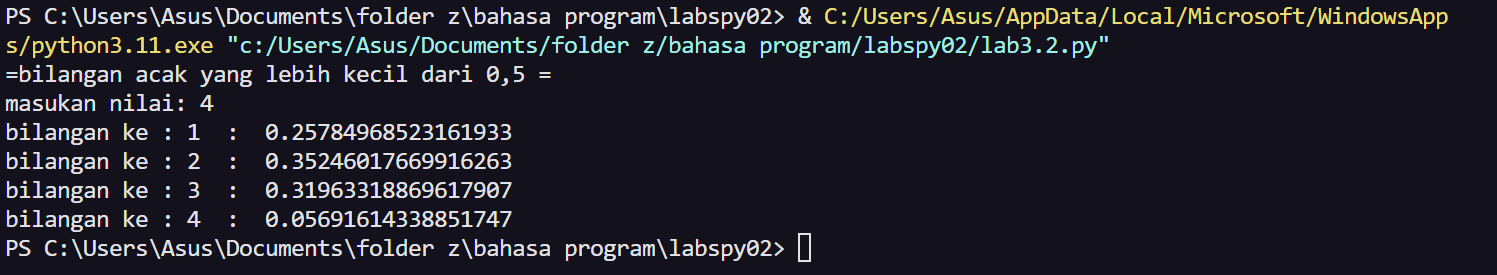 PS C:\Users\Asus\Documents\folder z\bahasa program\labspy02> & C:/Users/Asus/AppData/Local/Microsoft/WindowsApp
s/python3.11.exe "c:/Users/Asus/Documents/folder z/bahasa program/labspy02/lab3.2.py"
=bilangan acak yang lebih kecil dari 0,5 =
masukan nilai: 4
bilangan ke : 1  :  0.25784968523161933
bilangan ke : 2  :  0.35246017669916263
bilangan ke : 3  :  0.31963318869617907
bilangan ke : 4  :  0.05691614338851747
PS C:\Users\Asus\Documents\folder z\bahasa program\labspy02>